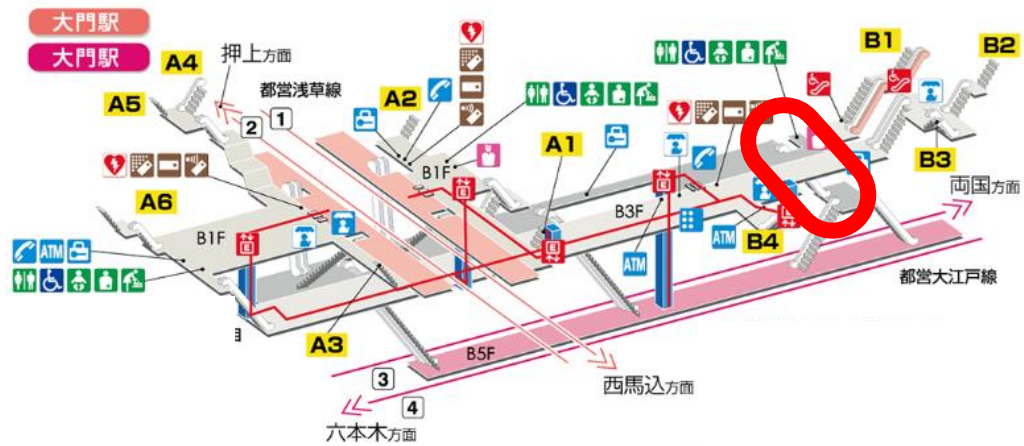 大門駅
大門駅
A4
押上方面
A5
都営浅草線
1
2
A2
B1
B2
B3
A1
B1F
A6
B1F
B3F
両国方面
ATM
ATM
ATM
B4
都営大江戸線
A3
B5F
3
4
西馬込方面
六本木方面
E
E
E
E